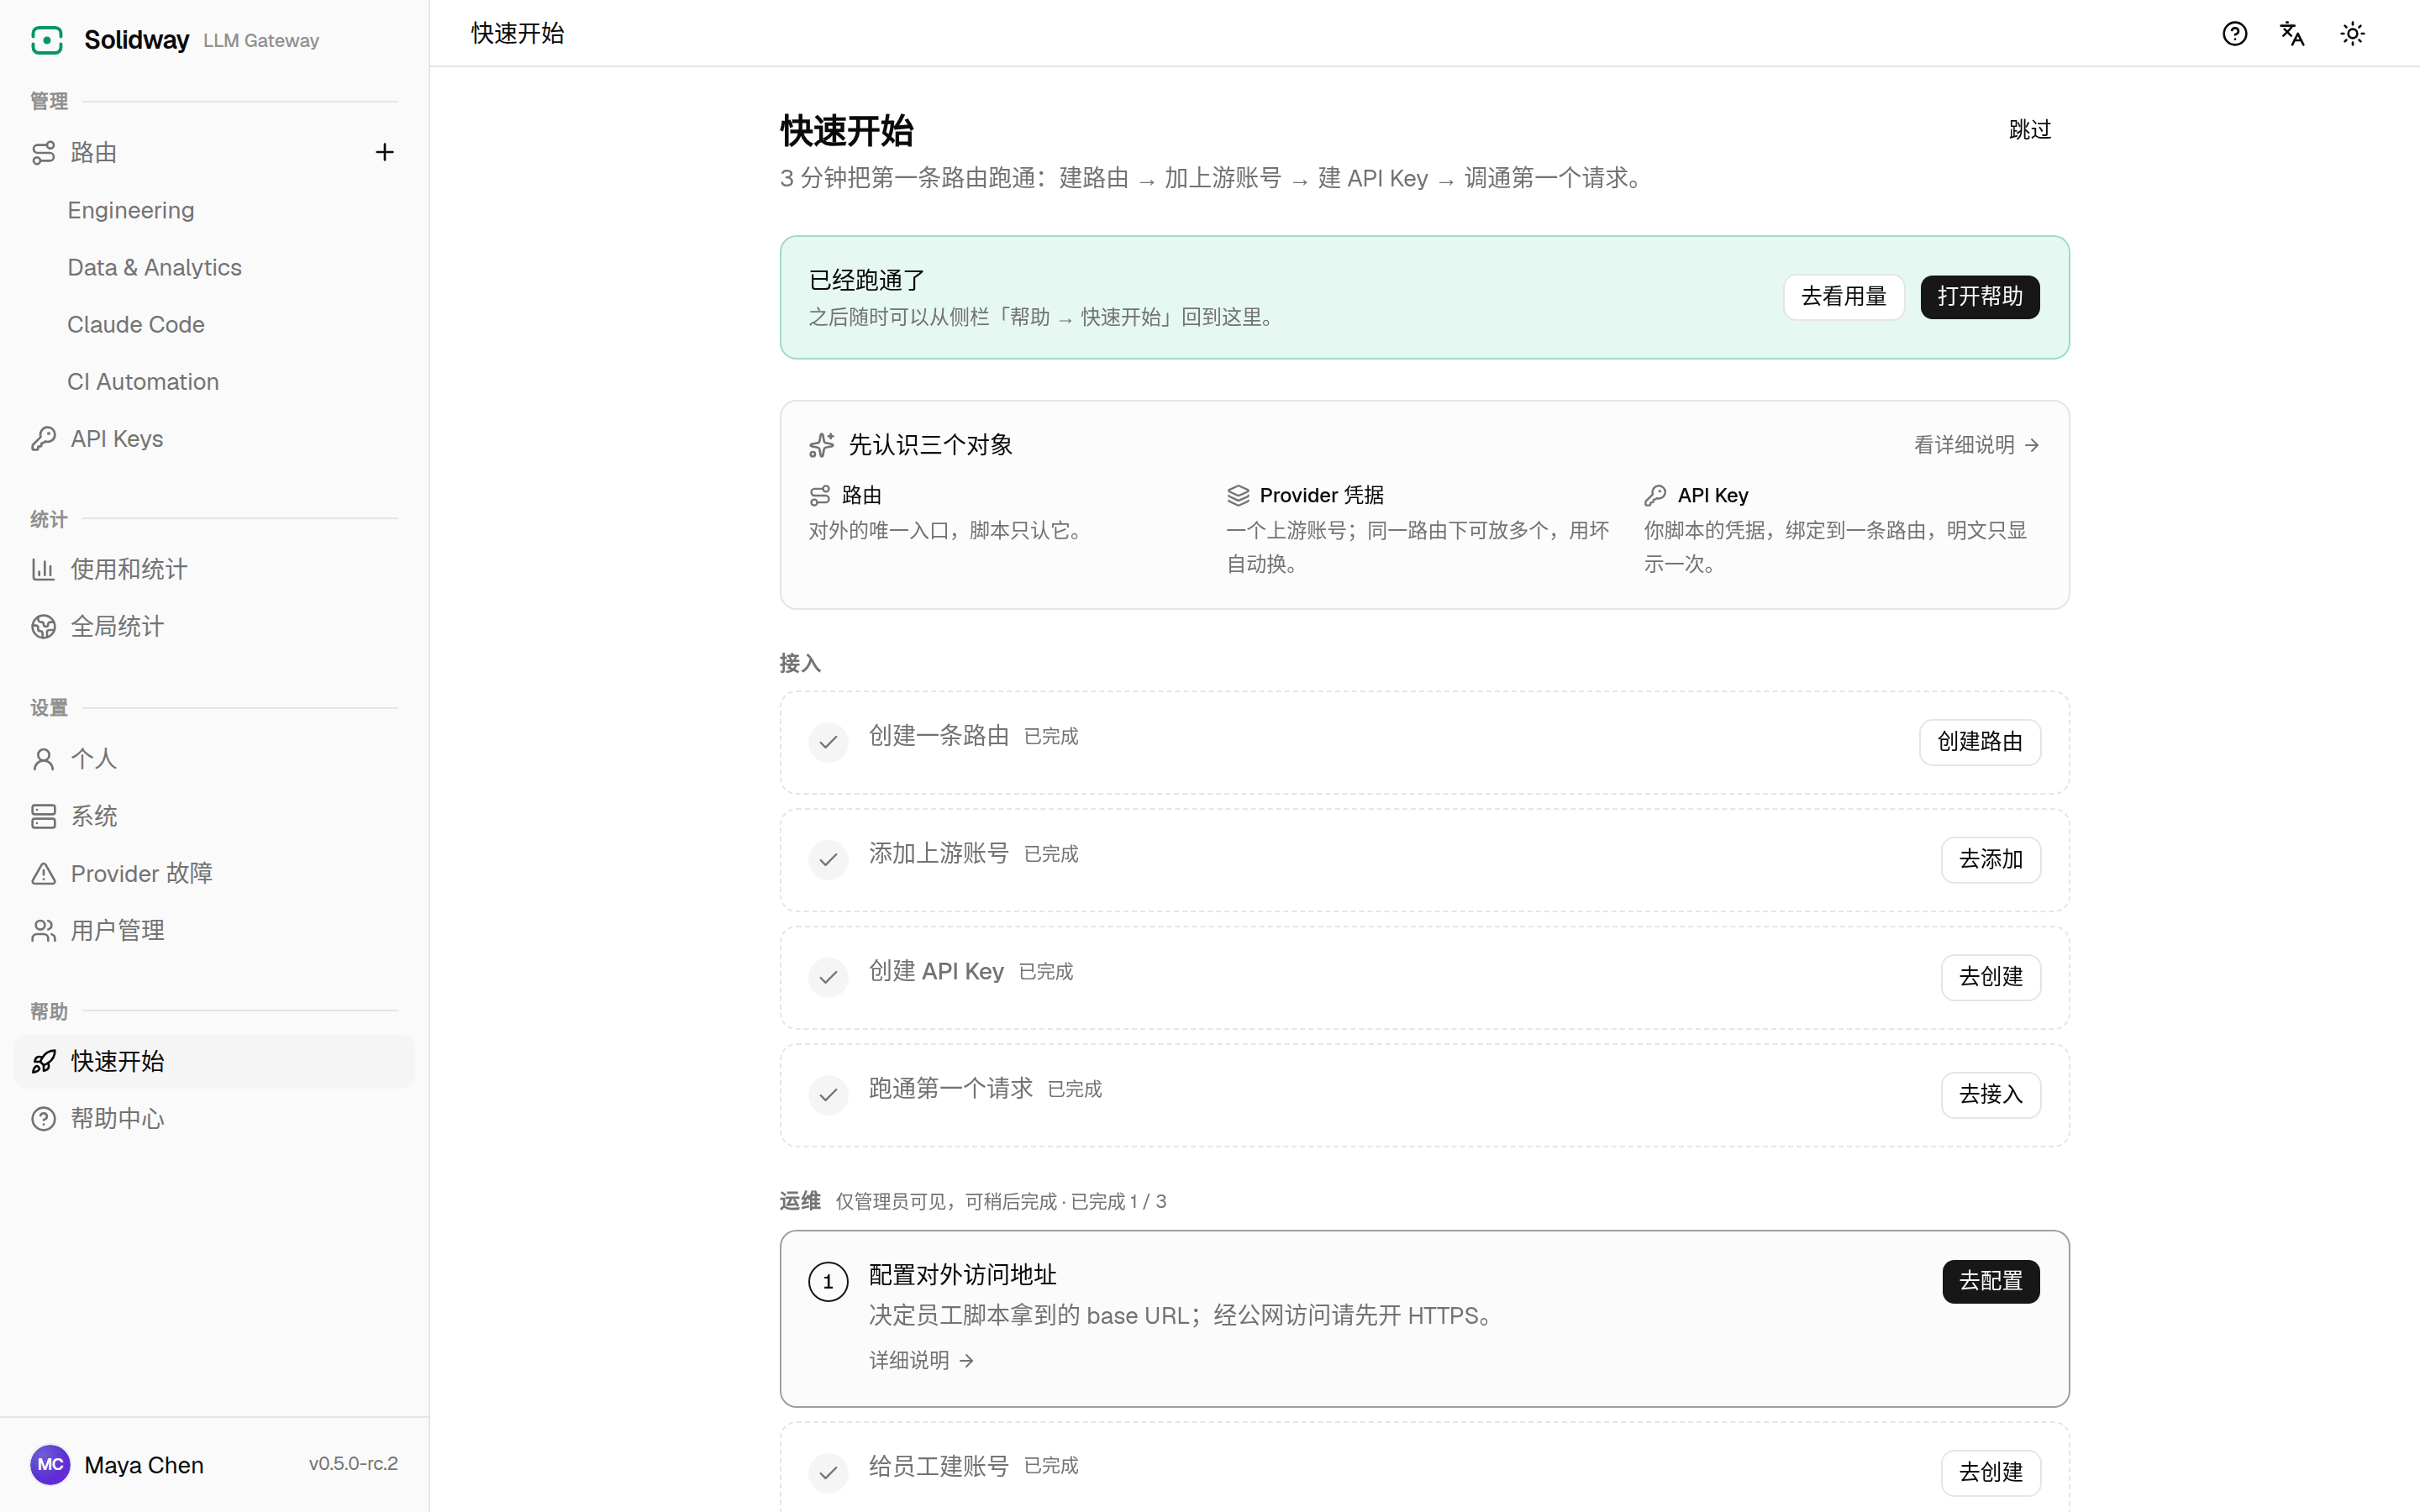 Solidway LLM Gateway
管理
路由
Engineering
Data & Analytics
Claude Code
CI Automation
API Keys
统计
使用和统计
全局统计
设置
个人
系统
Provider 故障
用户管理
帮助
快速开始
帮助中心
MC Maya Chen v0.5.0-rc.2
快速开始
快速开始
跳过
3 分钟把第一条路由跑通：建路由 → 加上游账号 → 建 API Key → 调通第一个请求。
已经跑通了
之后随时可以从侧栏「帮助 → 快速开始」回到这里。
去看用量
打开帮助
先认识三个对象
看详细说明 →
路由
对外的唯一入口，脚本只认它。
Provider 凭据
一个上游账号；同一路由下可放多个，用坏
自动换。
API Key
你脚本的凭据，绑定到一条路由，明文只显
示一次。
接入
创建一条路由 已完成
创建路由
添加上游账号 已完成
去添加
创建 API Key 已完成
去创建
跑通第一个请求 已完成
去接入
运维 仅管理员可见，可稍后完成 · 已完成 1 / 3
1 配置对外访问地址
去配置
决定员工脚本拿到的 base URL；经公网访问请先开 HTTPS。
详细说明 →
给员工建账号 已完成
去创建